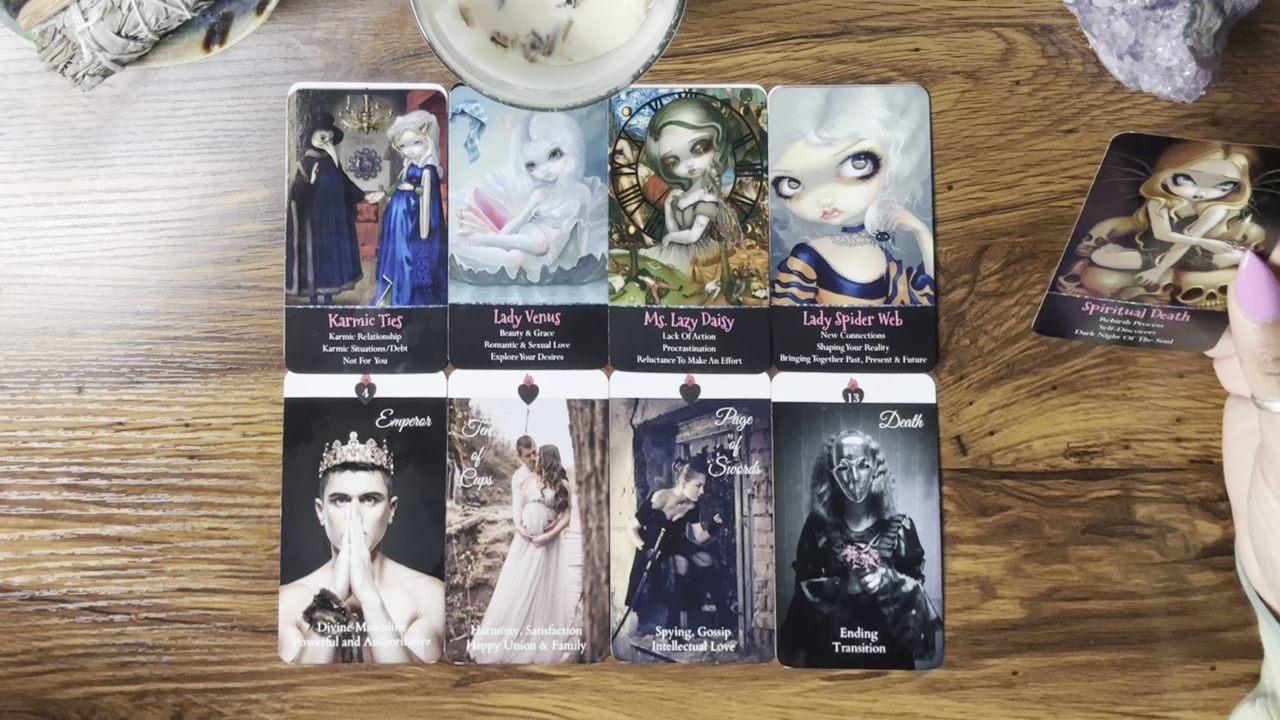 Karmic Ties
Karmic Relationship
Karmic Situations/Debt
Not For You
Lady Venus
Beauty & Grace
Romantic & Sexual Love
Explore Your Desires
Ms. Lazy Daisy
Lack Of Action
Procrastination
Reluctance To Make An Effort
Lady Spider Web
New Connections
Shaping Your Reality
Bringing Together Past, Present & Future
Spiritual Death
Rebirth Process
Self-Discovery
Dark Night Of The Soul
4
Emperor
Divine Masculine
Powerful and Authoritative
Ten
of
Cups
Harmony, Satisfaction
Happy Union & Family
Page
of
Swords
Spying, Gossip
Intellectual Love
13
Death
Ending
Transition